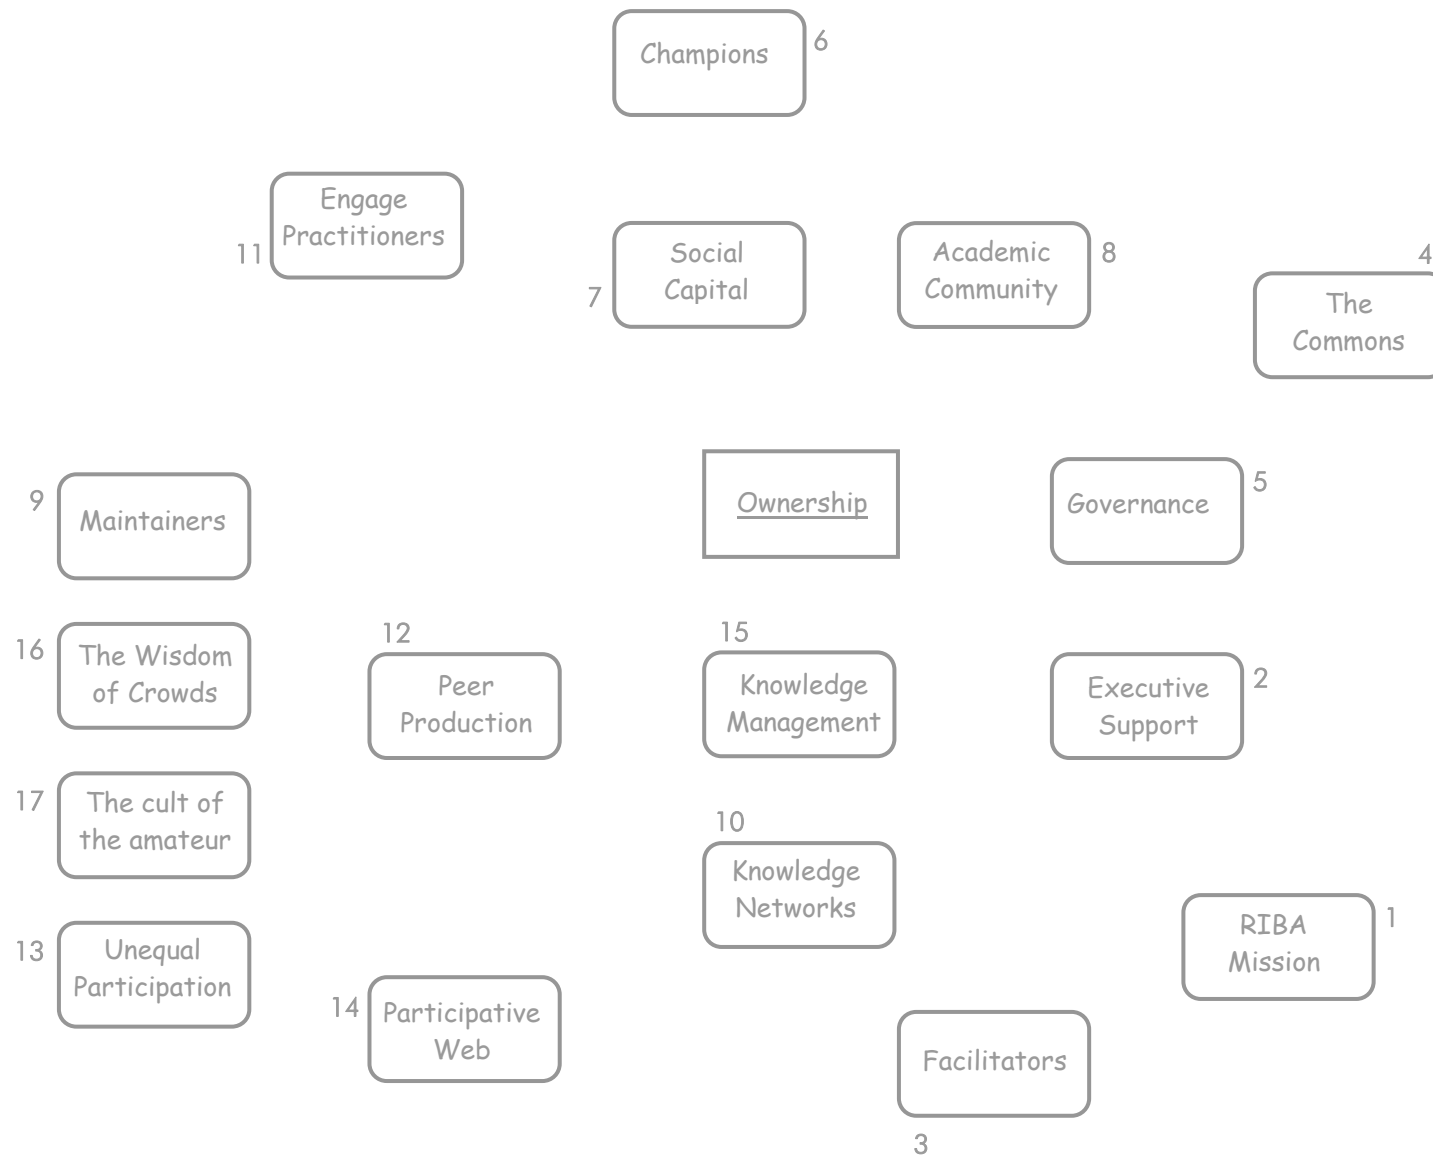 Champions
6
Engage
Practitioners
11
Social
Capital
7
Academic
Community
8
4
The
Commons
9
Maintainers
Ownership
Governance
5
16
The Wisdom
of Crowds
12
Peer
Production
15
Knowledge
Management
Executive
Support
2
17
The cult of
the amateur
10
Knowledge
Networks
RIBA
Mission
1
13
Unequal
Participation
14
Participative
Web
Facilitators
3